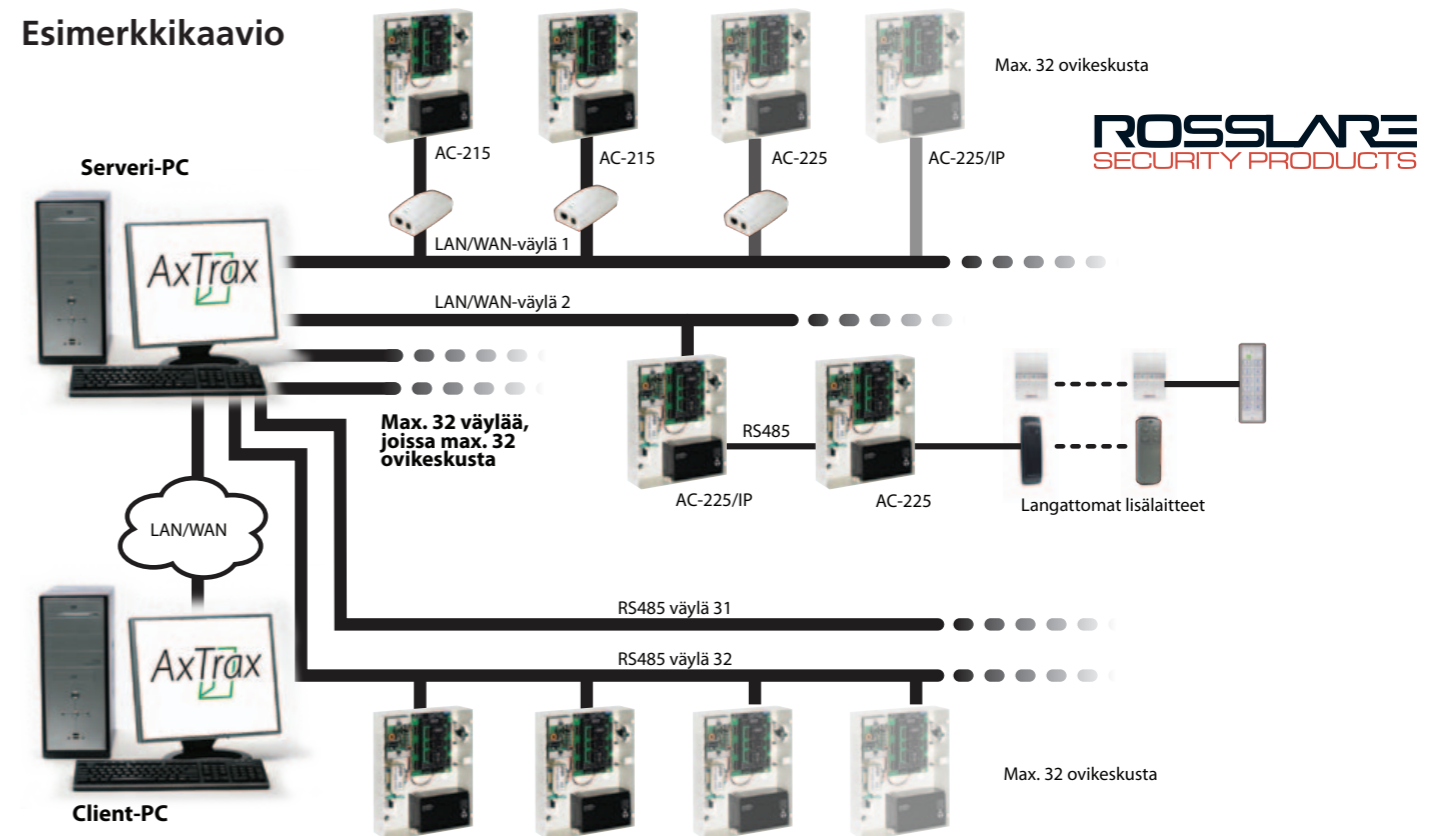 Esimerkkikaavio
Max. 32 ovikeskusta
ROSSLARE
SECURITY PRODUCTS
AC-215
AC-215
AC-225
AC-225/IP
Serveri-PC
AxTrax
LAN/WAN-väylä 1
LAN/WAN-väylä 2
Max. 32 väylää,
joissa max. 32
ovikeskusta
RS485
AC-225/IP
AC-225
Langattomat lisälaitteet
LAN/WAN
RS485 väylä 31
RS485 väylä 32
AxTrax
Client-PC
Max. 32 ovikeskusta